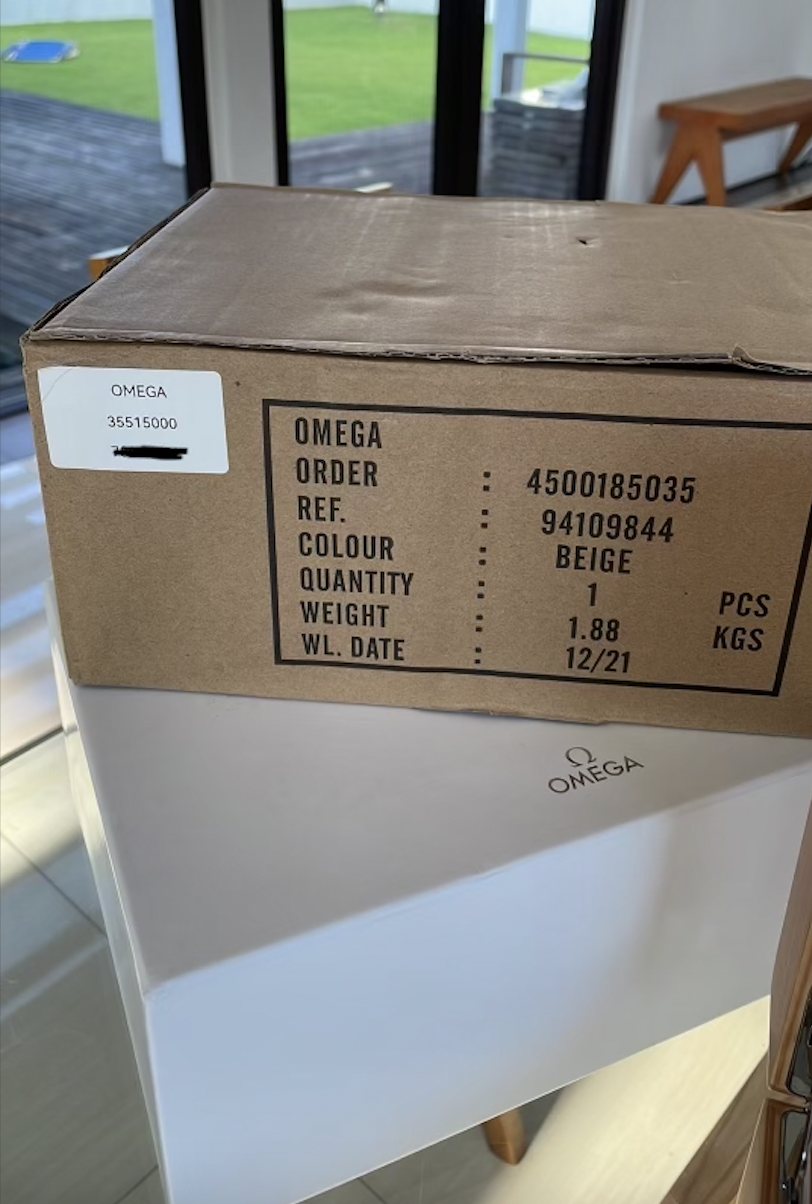 OMEGA
35515000
OMEGA
ORDER : 4500185035
REF. : 94109844
COLOUR : BEIGE
QUANTITY : 1 PCS
WEIGHT : 1.88 KGS
WL. DATE : 12/21
Ω
OMEGA